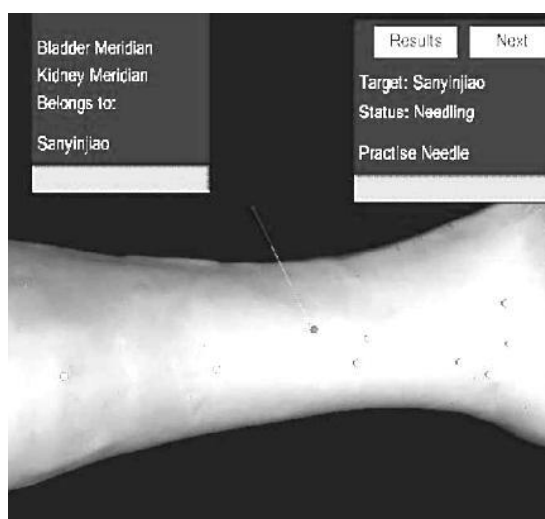 Bladder Meridian
Kidney Meridian
Belongs to:
Sanyinjiao
Results
Next
Target: Sanyinjiao
Status: Needling
Practise Needle